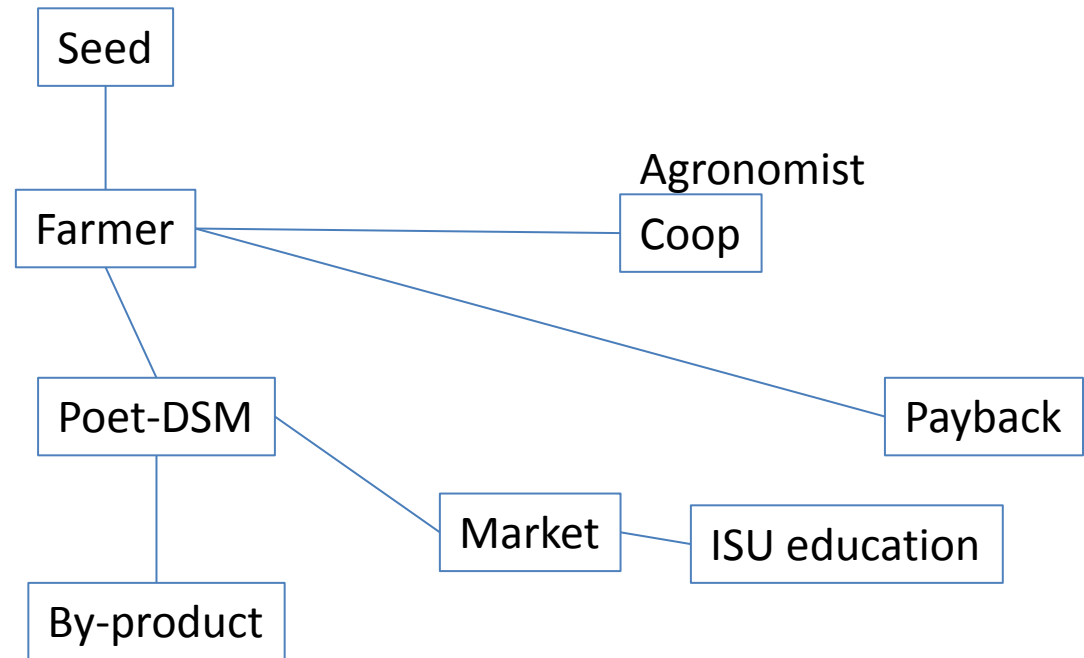 Seed
Agronomist
Farmer
Coop
Poet-DSM
Payback
Market
ISU education
By-product